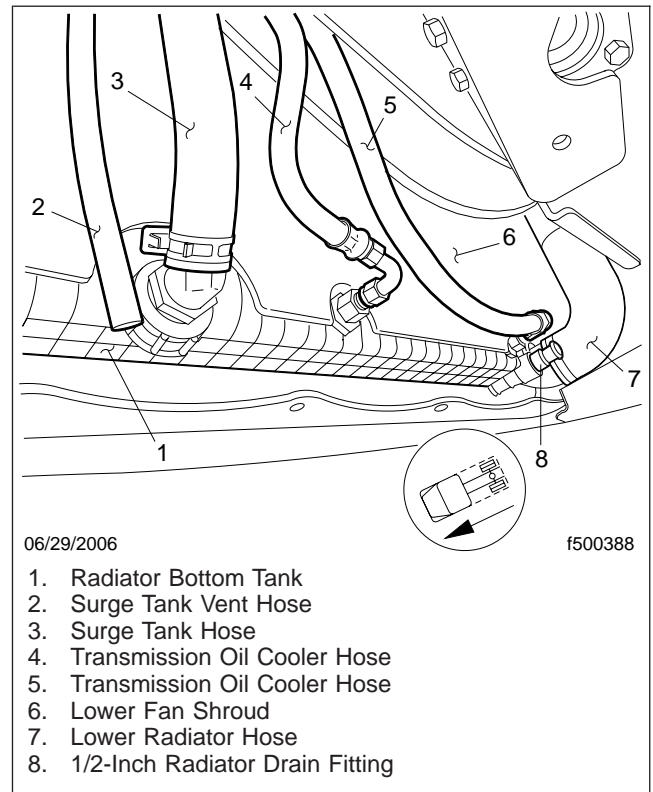 3
4
5
2
6
7
1
8
06/29/2006 f500388
1. Radiator Bottom Tank
2. Surge Tank Vent Hose
3. Surge Tank Hose
4. Transmission Oil Cooler Hose
5. Transmission Oil Cooler Hose
6. Lower Fan Shroud
7. Lower Radiator Hose
8. 1/2-Inch Radiator Drain Fitting